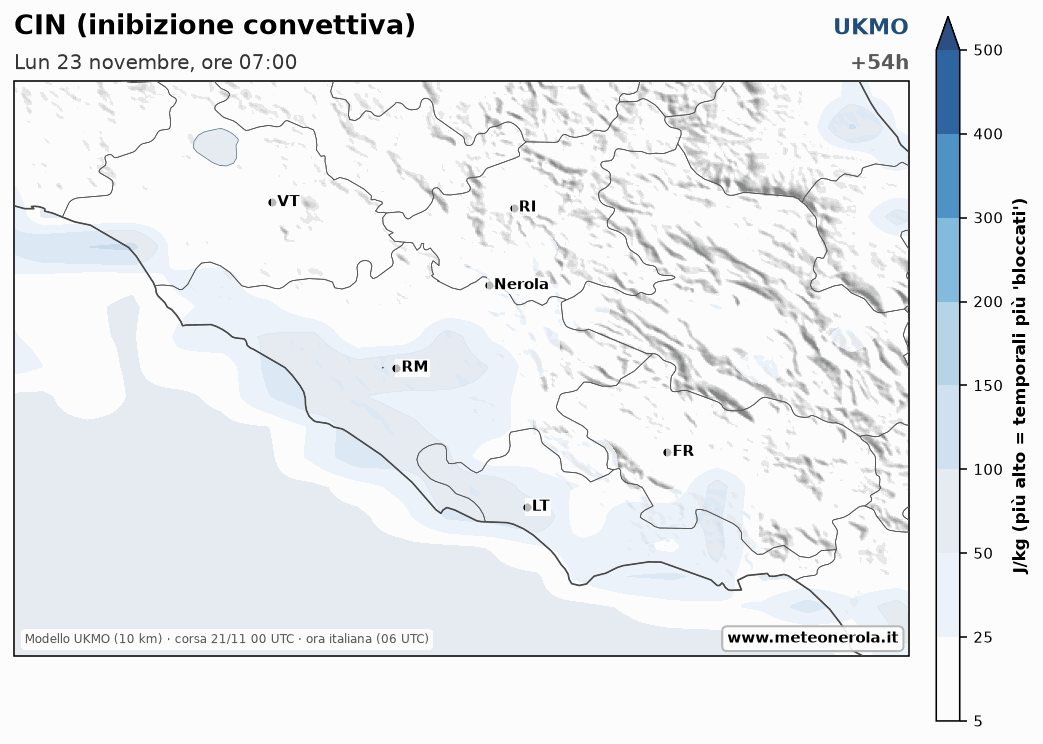 CIN (inibizione convettiva)
UKMO
Lun 23 novembre, ore 07:00
+54h
VT
RI
Nerola
RM
FR
LT
Modello UKMO (10 km) · corsa 21/11 00 UTC · ora italiana (06 UTC)
www.meteonerola.it
500
400
300
200
150
100
50
25
5
J/kg (più alto = temporali più 'bloccati')